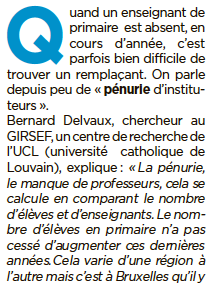 Quand un enseignant de
primaire est absent, en
cours d'année, c'est
parfois bien difficile de
trouver un remplaçant. On parle
depuis peu de « pénurie d'institu-
teurs ».
Bernard Delvaux, chercheur au
GIRSEF, un centre de recherche de
l'UCL (université catholique de
Louvain), explique : « La pénurie,
le manque de professeurs, cela se
calcule en comparant le nombre
d'élèves et d'enseignants. Le nom-
bre d'élèves en primaire n'a pas
cessé d'augmenter ces dernières
années. Cela varie d'une région à
l'autre mais c'est à Bruxelles qu'il y